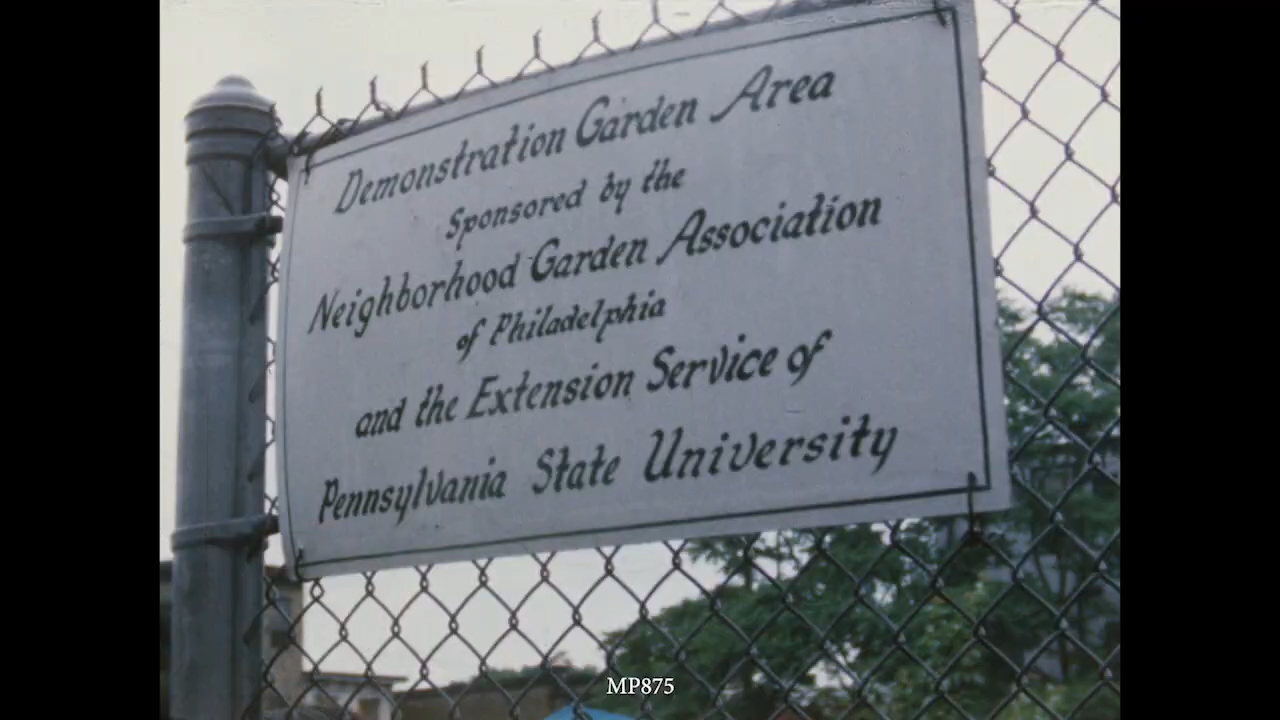 Demonstration Garden Area
Sponsored by the
Neighborhood Garden Association
of Philadelphia
and the Extension Service of
Pennsylvania State University
MP875